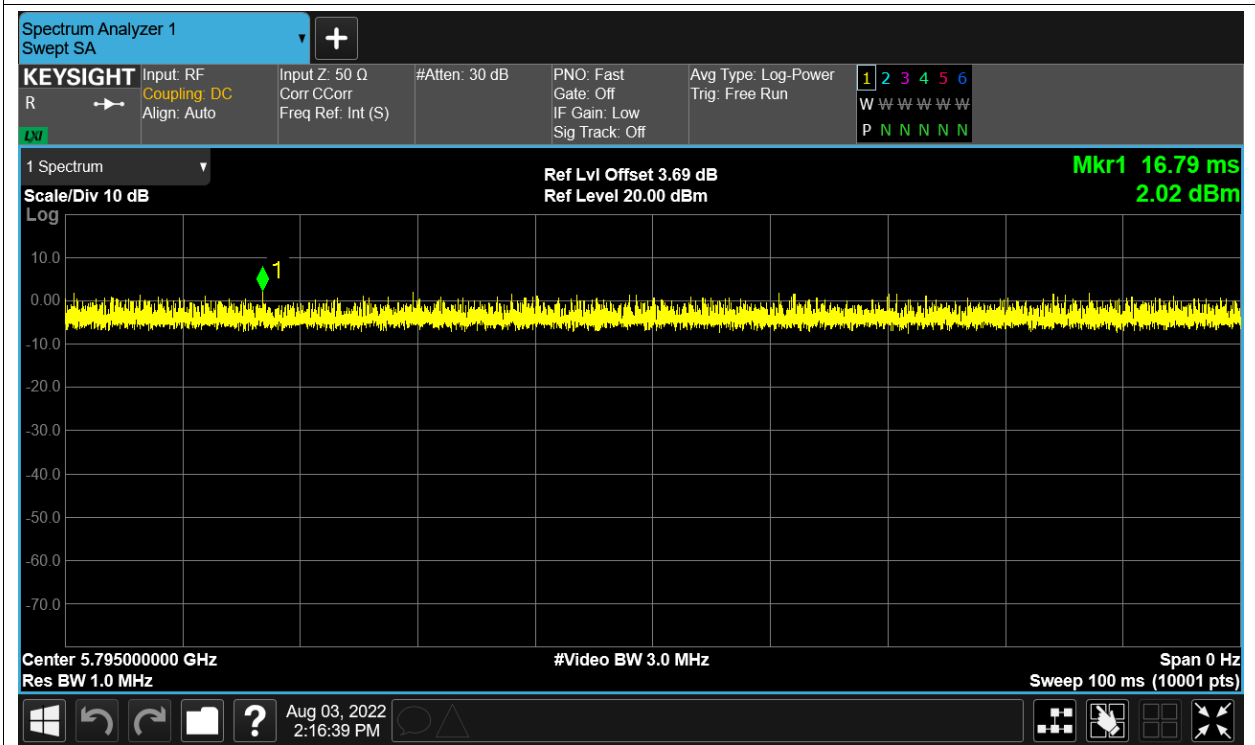 Spectrum Analyzer 1
Swept SA
KEYSIGHT Input: RF Input Z: 50 Ω #Atten: 30 dB PNO: Fast Avg Type: Log-Power 1 2 3 4 5 6
R Coupling: DC Corr CCorr Gate: Off Trig: Free Run W W W W W W
Align: Auto Freq Ref: Int (S) IF Gain: Low
LXI Sig Track: Off P N N N N N
1 Spectrum Ref Lvl Offset 3.69 dB Mkr1 16.79 ms
Scale/Div 10 dB Ref Level 20.00 dBm 2.02 dBm
Log
10.0
1
0.00
-10.0
-20.0
-30.0
-40.0
-50.0
-60.0
-70.0
Center 5.795000000 GHz #Video BW 3.0 MHz Span 0 Hz
Res BW 1.0 MHz Sweep 100 ms (10001 pts)
? Aug 03, 2022
2:16:39 PM